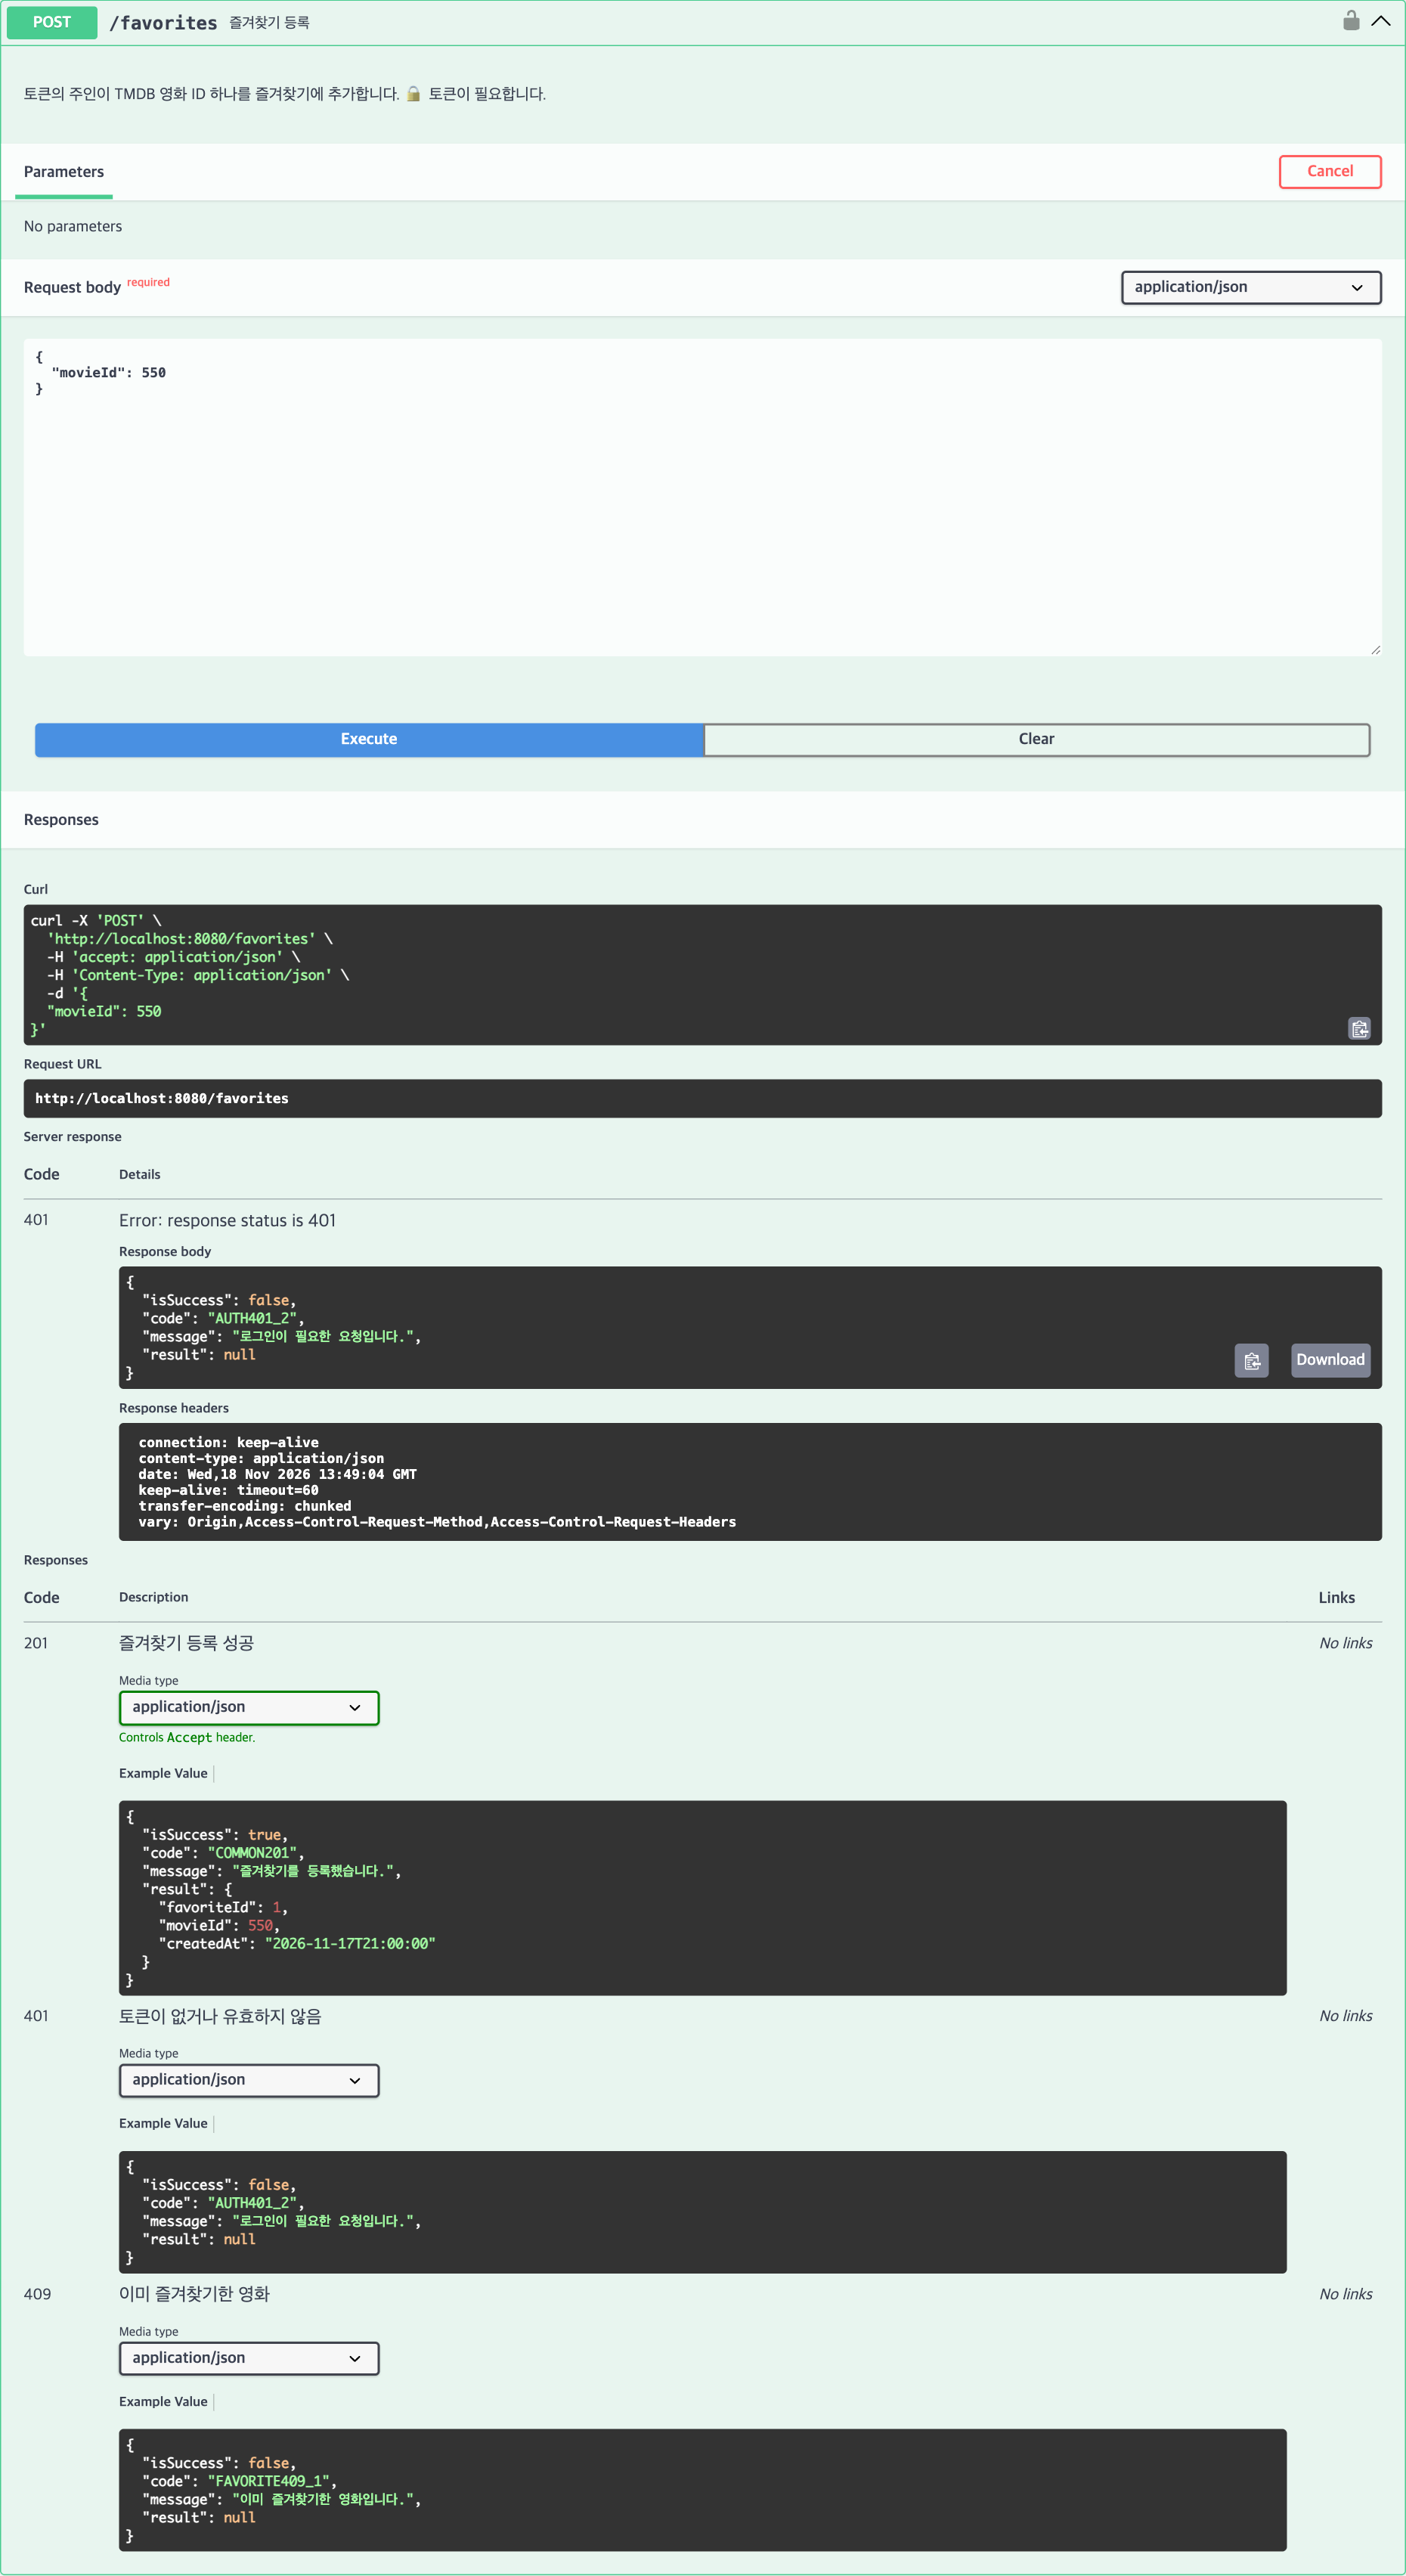 POST /favorites 즐겨찾기 등록
토큰의 주인이 TMDB 영화 ID 하나를 즐겨찾기에 추가합니다. 🔒 토큰이 필요합니다.
Parameters
Cancel
No parameters
Request body required
application/json
{
  "movieId": 550
}
Execute
Clear
Responses
Curl
curl -X 'POST' \
  'http://localhost:8080/favorites' \
  -H 'accept: application/json' \
  -H 'Content-Type: application/json' \
  -d '{
  "movieId": 550
}'
Request URL
http://localhost:8080/favorites
Server response
Code Details
401 Error: response status is 401
Response body
{
  "isSuccess": false,
  "code": "AUTH401_2",
  "message": "로그인이 필요한 요청입니다.",
  "result": null
}
Download
Response headers
connection: keep-alive
content-type: application/json
date: Wed,18 Nov 2026 13:49:04 GMT
keep-alive: timeout=60
transfer-encoding: chunked
vary: Origin,Access-Control-Request-Method,Access-Control-Request-Headers
Responses
Code Description Links
201 즐겨찾기 등록 성공 No links
Media type
application/json
Controls Accept header.
Example Value
{
  "isSuccess": true,
  "code": "COMMON201",
  "message": "즐겨찾기를 등록했습니다.",
  "result": {
    "favoriteId": 1,
    "movieId": 550,
    "createdAt": "2026-11-17T21:00:00"
  }
}
401 토큰이 없거나 유효하지 않음 No links
Media type
application/json
Example Value
{
  "isSuccess": false,
  "code": "AUTH401_2",
  "message": "로그인이 필요한 요청입니다.",
  "result": null
}
409 이미 즐겨찾기한 영화 No links
Media type
application/json
Example Value
{
  "isSuccess": false,
  "code": "FAVORITE409_1",
  "message": "이미 즐겨찾기한 영화입니다.",
  "result": null
}